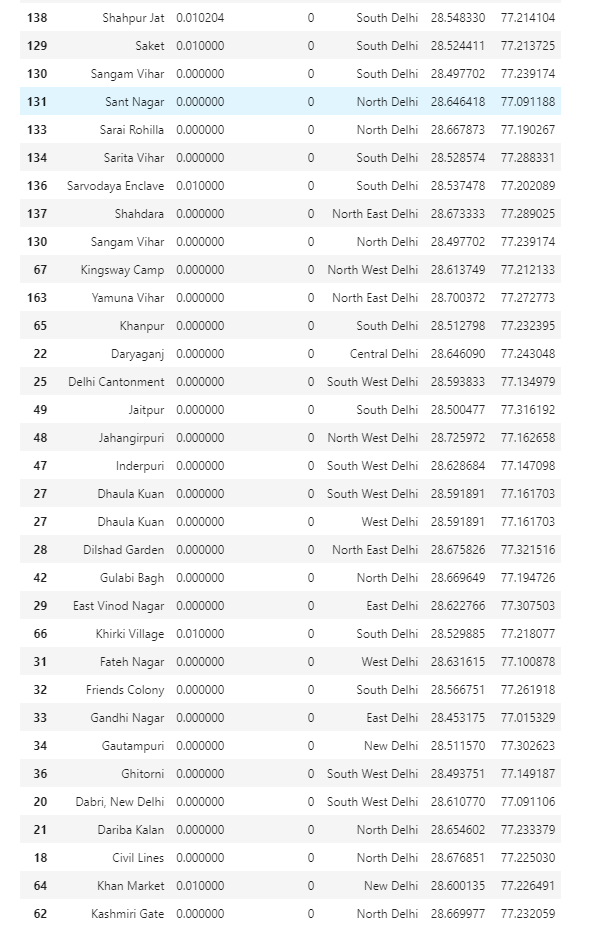 138 Shahpur Jat 0.010204 0 South Delhi 28.548330 77.214104
129 Saket 0.010000 0 South Delhi 28.524411 77.213725
130 Sangam Vihar 0.000000 0 South Delhi 28.497702 77.239174
131 Sant Nagar 0.000000 0 North Delhi 28.646418 77.091188
133 Sarai Rohilla 0.000000 0 North Delhi 28.667873 77.190267
134 Sarita Vihar 0.000000 0 South Delhi 28.528574 77.288331
136 Sarvodaya Enclave 0.010000 0 South Delhi 28.537478 77.202089
137 Shahdara 0.000000 0 North East Delhi 28.673333 77.289025
130 Sangam Vihar 0.000000 0 North Delhi 28.497702 77.239174
67 Kingsway Camp 0.000000 0 North West Delhi 28.613749 77.212133
163 Yamuna Vihar 0.000000 0 North East Delhi 28.700372 77.272773
65 Khanpur 0.000000 0 South Delhi 28.512798 77.232395
22 Daryaganj 0.000000 0 Central Delhi 28.646090 77.243048
25 Delhi Cantonment 0.000000 0 South West Delhi 28.593833 77.134979
49 Jaitpur 0.000000 0 South Delhi 28.500477 77.316192
48 Jahangirpuri 0.000000 0 North West Delhi 28.725972 77.162658
47 Inderpuri 0.000000 0 South West Delhi 28.628684 77.147098
27 Dhaula Kuan 0.000000 0 South West Delhi 28.591891 77.161703
27 Dhaula Kuan 0.000000 0 West Delhi 28.591891 77.161703
28 Dilshad Garden 0.000000 0 North East Delhi 28.675826 77.321516
42 Gulabi Bagh 0.000000 0 North Delhi 28.669649 77.194726
29 East Vinod Nagar 0.000000 0 East Delhi 28.622766 77.307503
66 Khirki Village 0.010000 0 South Delhi 28.529885 77.218077
31 Fateh Nagar 0.000000 0 West Delhi 28.631615 77.100878
32 Friends Colony 0.000000 0 South Delhi 28.566751 77.261918
33 Gandhi Nagar 0.000000 0 East Delhi 28.453175 77.015329
34 Gautampuri 0.000000 0 New Delhi 28.511570 77.302623
36 Ghitorni 0.000000 0 South West Delhi 28.493751 77.149187
20 Dabri, New Delhi 0.000000 0 South West Delhi 28.610770 77.091106
21 Dariba Kalan 0.000000 0 North Delhi 28.654602 77.233379
18 Civil Lines 0.000000 0 North Delhi 28.676851 77.225030
64 Khan Market 0.010000 0 New Delhi 28.600135 77.226491
62 Kashmiri Gate 0.000000 0 North Delhi 28.669977 77.232059